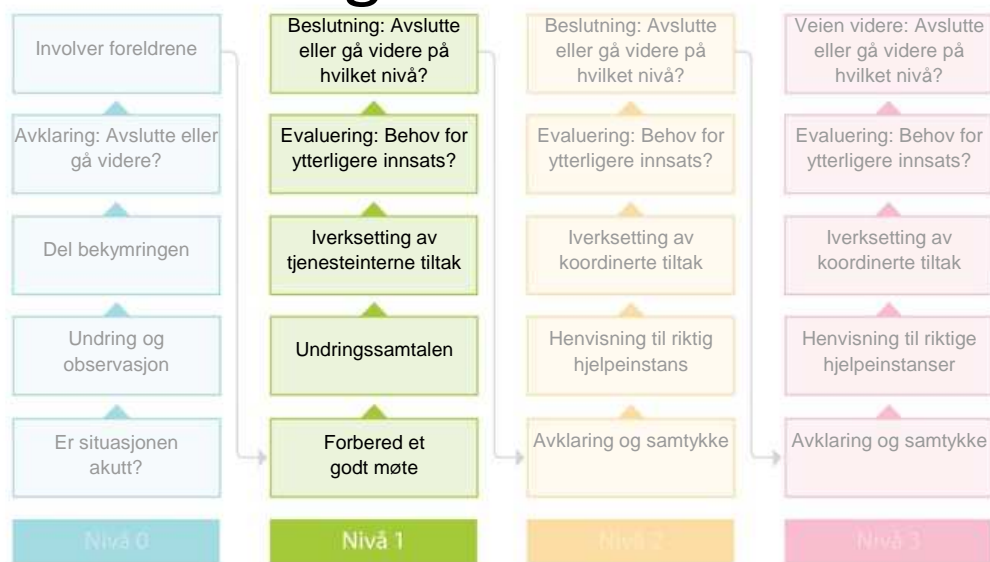 Involver foreldrene
Avklaring: Avslutte eller
gå videre?
Del bekymringen
Undring og
observasjon
Er situasjonen
akutt?
Nivå 0
Beslutning: Avslutte
eller gå videre på
hvilket nivå?
Evaluering: Behov for
ytterligere innsats?
Iverksetting av
tjenesteinterne tiltak
Undringssamtalen
Forbered et
godt møte
Nivå 1
Beslutning: Avslutte
eller gå videre på
hvilket nivå?
Evaluering: Behov for
ytterligere innsats?
Iverksetting av
koordinerte tiltak
Henvisning til riktig
hjelpeinstans
Avklaring og samtykke
Nivå 2
Veien videre: Avslutte
eller gå videre på
hvilket nivå?
Evaluering: Behov for
ytterligere innsats?
Iverksetting av
koordinerte tiltak
Henvisning til riktige
hjelpeinstanser
Avklaring og samtykke
Nivå 3